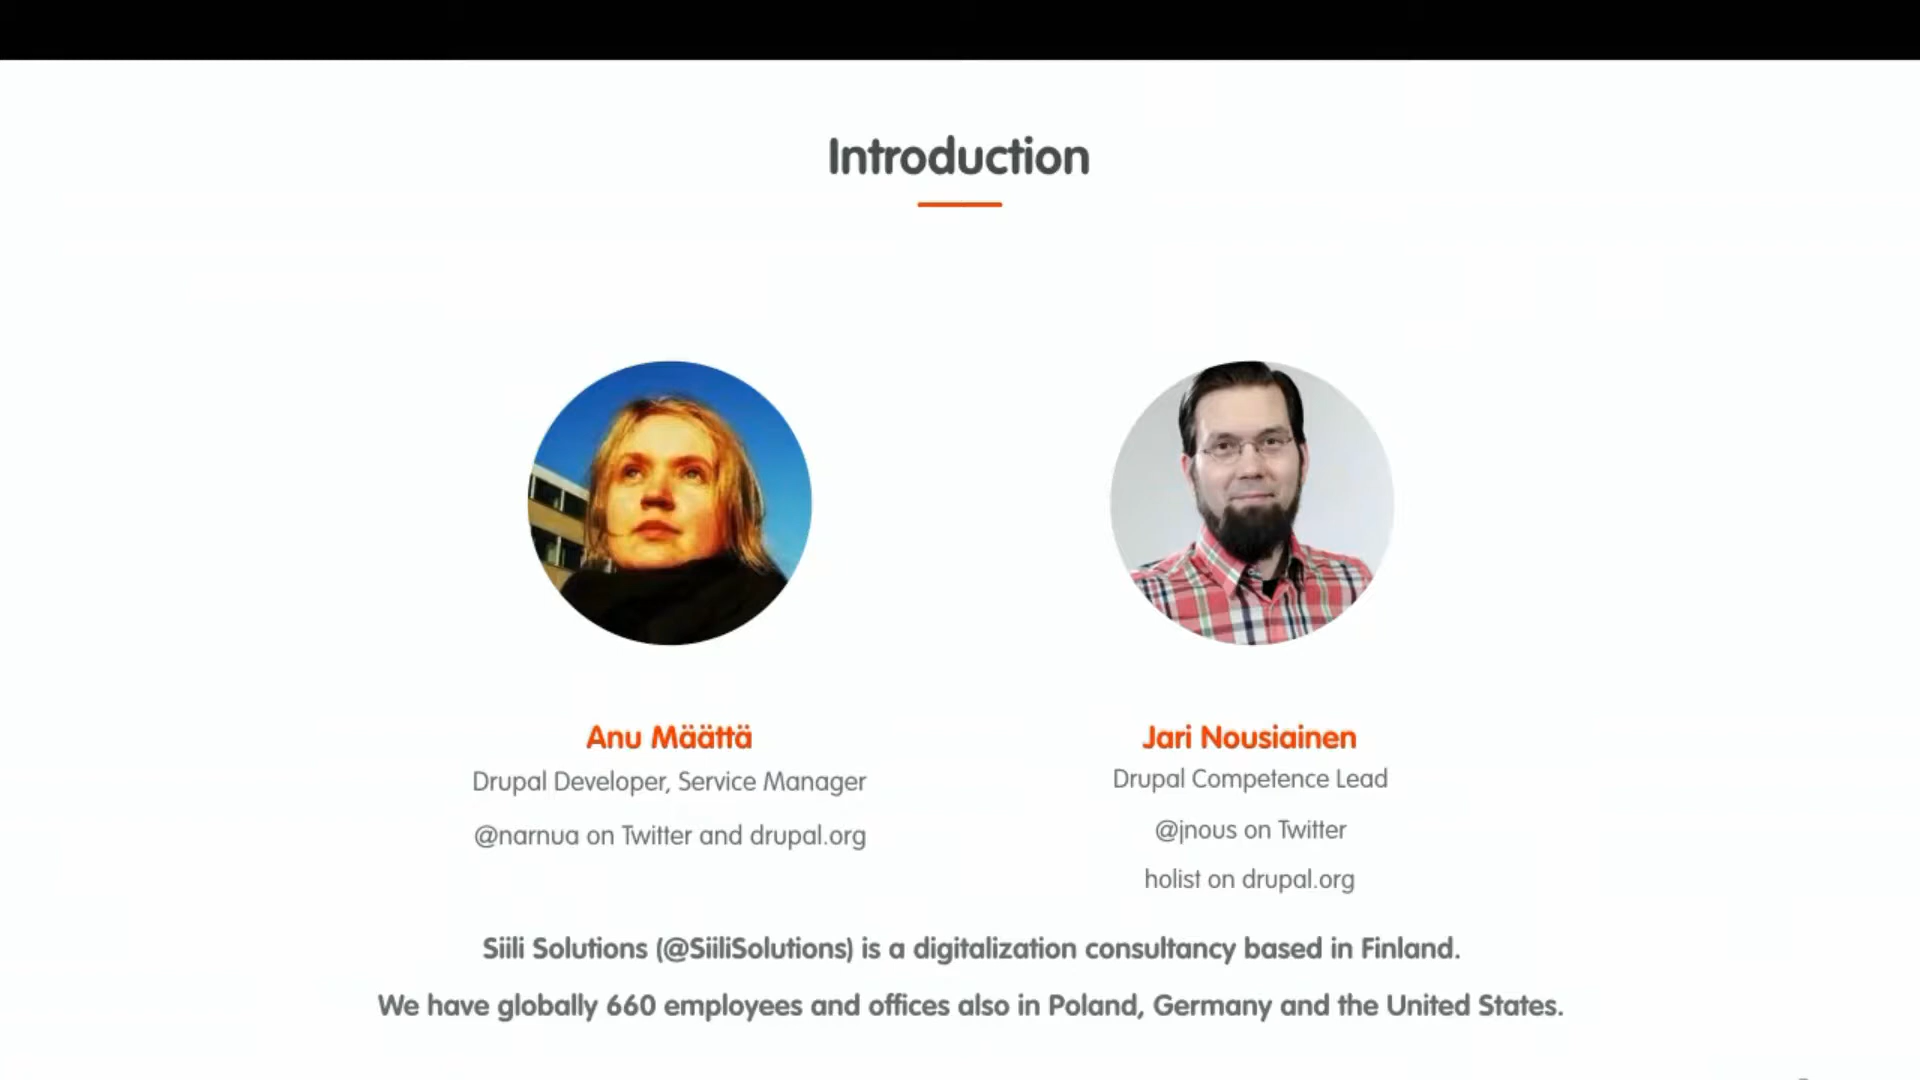 Introduction
Anu Määttä
Drupal Developer, Service Manager
@narnua on Twitter and drupal.org
Jari Nousiainen
Drupal Competence Lead
@jnous on Twitter
holist on drupal.org
Siili Solutions (@SiiliSolutions) is a digitalization consultancy based in Finland.
We have globally 660 employees and offices also in Poland, Germany and the United States.